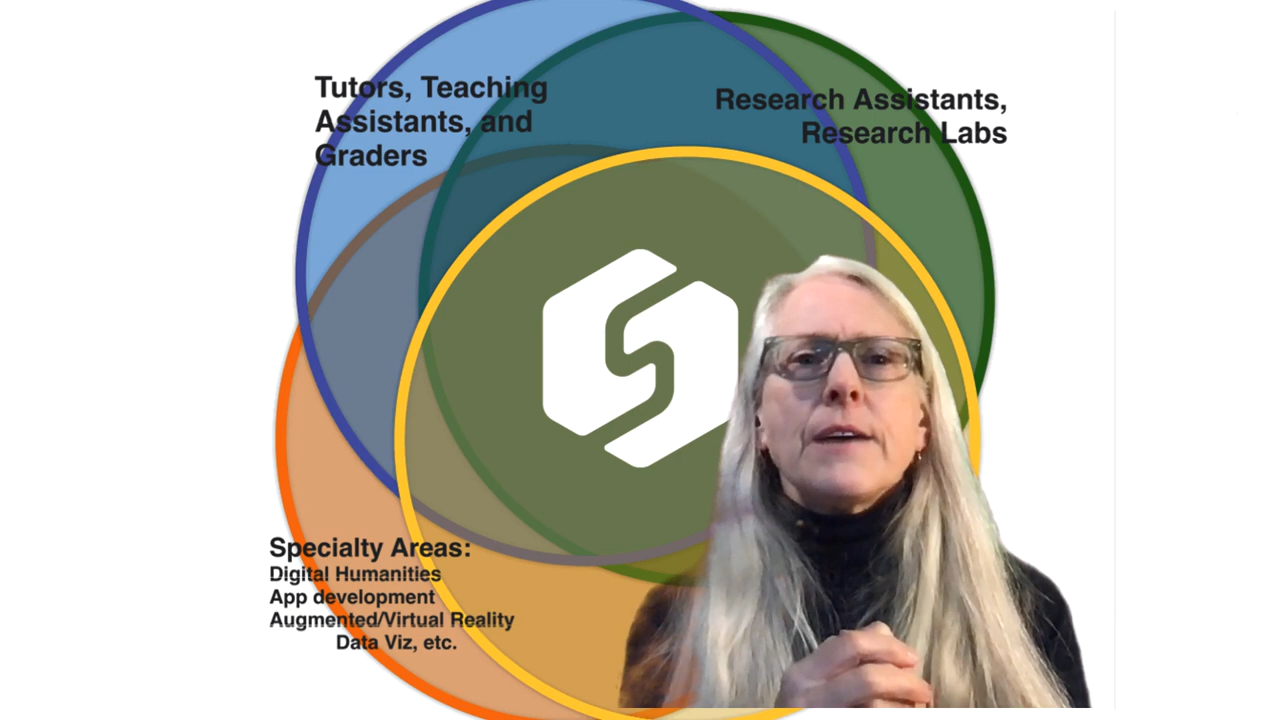 Tutors, Teaching
Assistants, and
Graders
Research Assistants,
Research Labs
Specialty Areas:
Digital Humanities
App development
Augmented/Virtual Reality
Data Viz, etc.